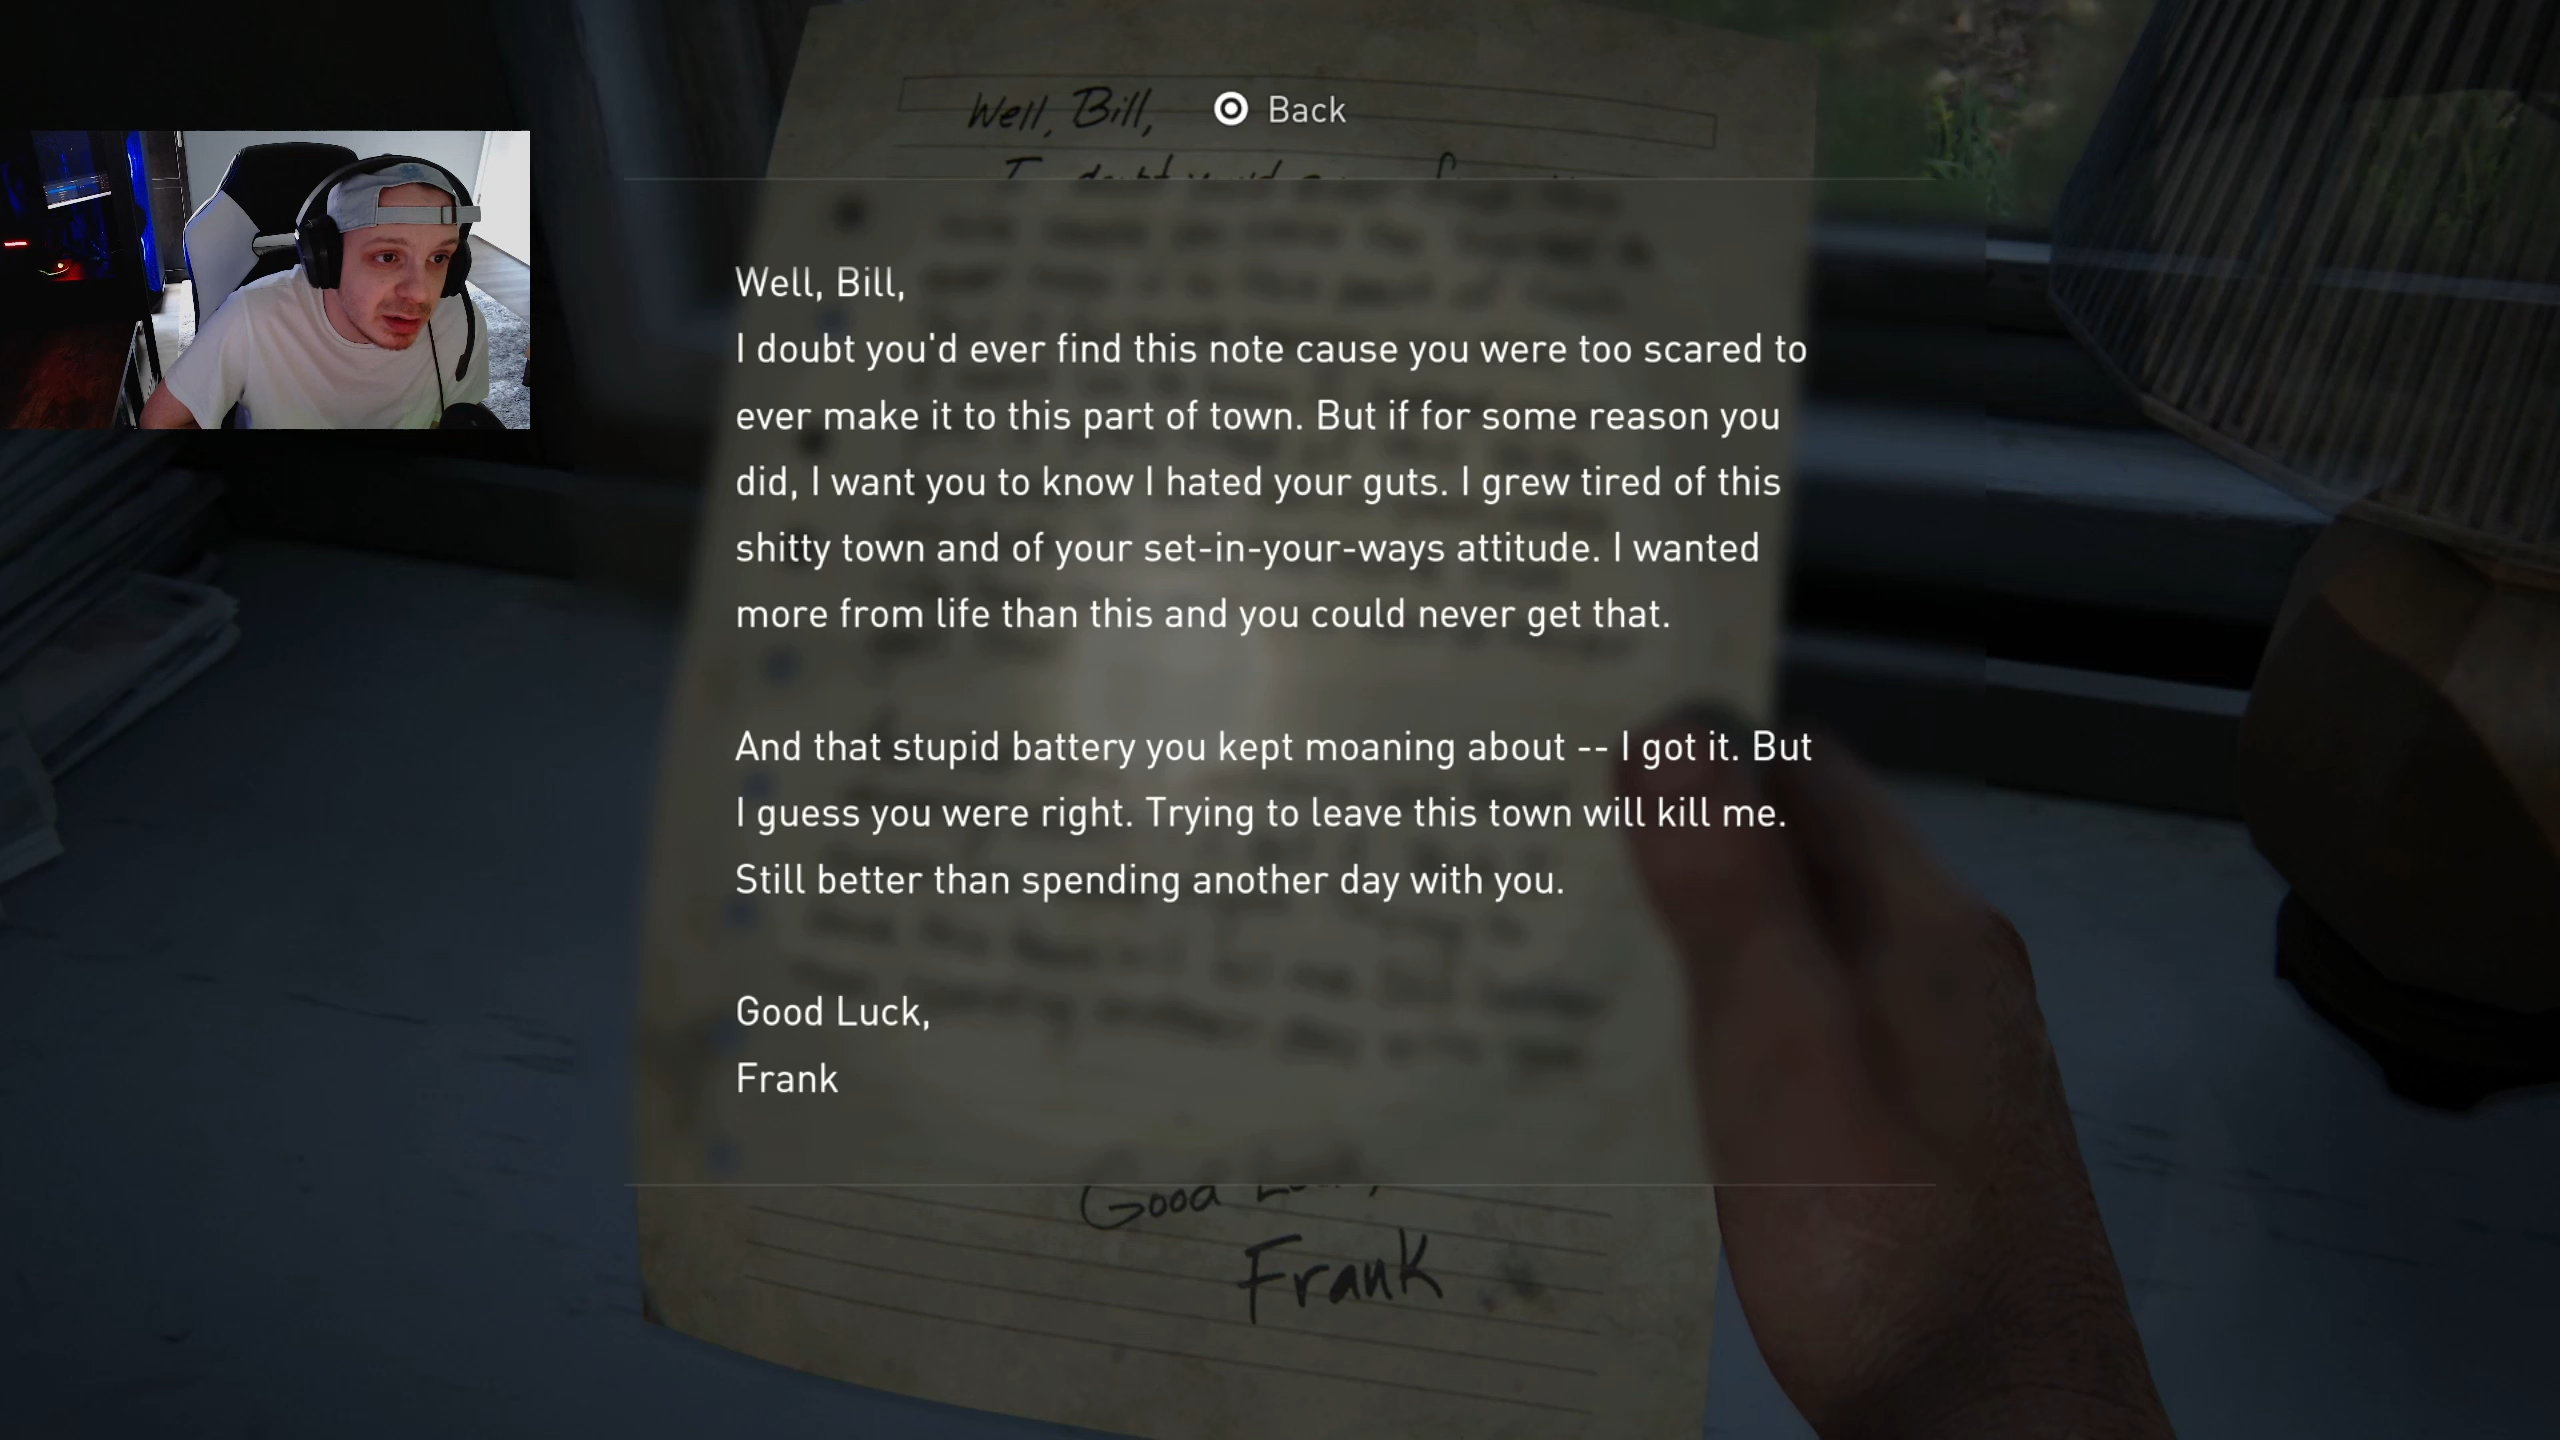 Well, Bill,
Back
I doubt you'd ever f
Well, Bill,
I doubt you'd ever find this note cause you were too scared to
ever make it to this part of town. But if for some reason you
did, I want you to know I hated your guts. I grew tired of this
shitty town and of your set-in-your-ways attitude. I wanted
more from life than this and you could never get that.
And that stupid battery you kept moaning about -- I got it. But
I guess you were right. Trying to leave this town will kill me.
Still better than spending another day with you.
Good Luck,
Frank
Good Luck,
Frank